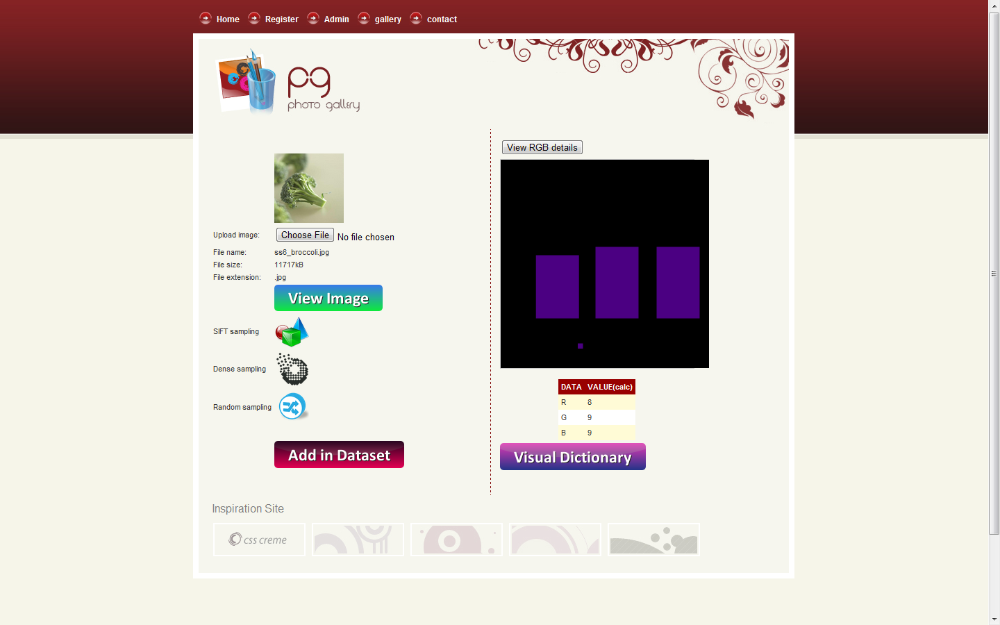 Home Register Admin gallery contact
pg
photo gallery
Upload image: Choose File No file chosen
File name: ss6_broccoli.jpg
File size: 11717kB
File extension: .jpg
View Image
SIFT sampling
Dense sampling
Random sampling
Add in Dataset
View RGB details
DATA VALUE(calc)
R 8
G 9
B 9
Visual Dictionary
Inspiration Site
css creme